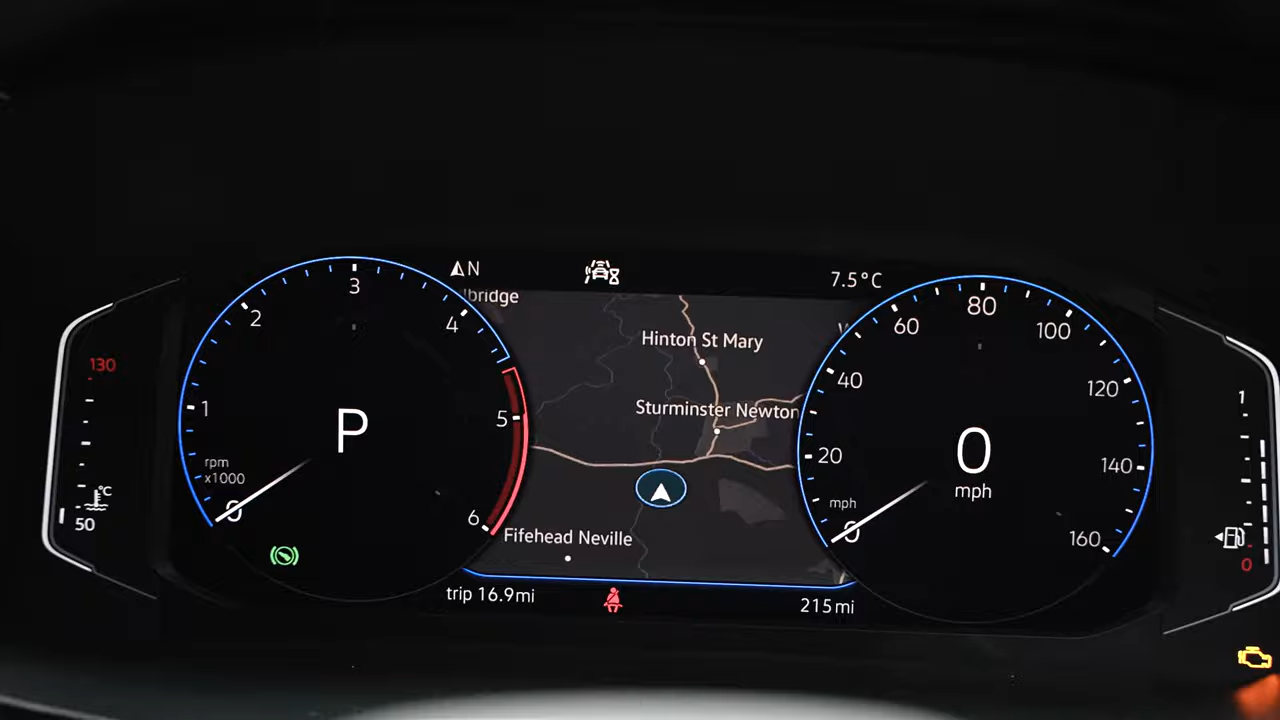 N
7.5°C
lbridge
Hinton St Mary
Sturminster Newton
Fifehead Neville
trip 16.9mi
215mi
130
°C
50
0
1
2
3
4
5
6
rpm
x1000
P
0
20
40
60
80
100
120
140
160
mph
0
mph
1
0